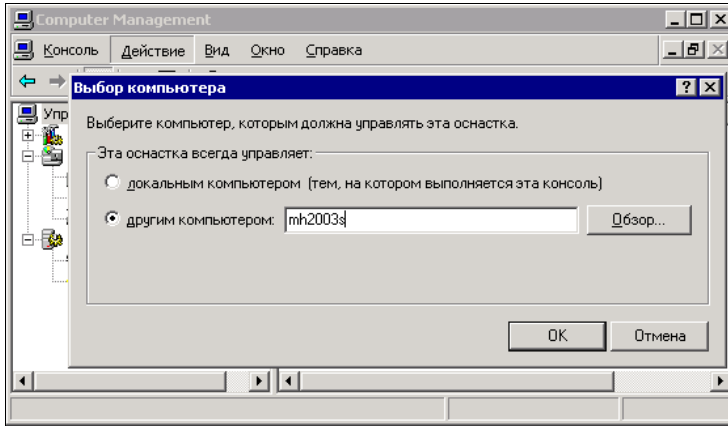 Computer Management
Консоль Действие Вид Окно Справка
Выбор компьютера
Упр
Выберите компьютер, которым должна управлять эта оснастка.
Эта оснастка всегда управляет:
локальным компьютером (тем, на котором выполняется эта консоль)
другим компьютером: mh2003s Обзор...
OK Отмена